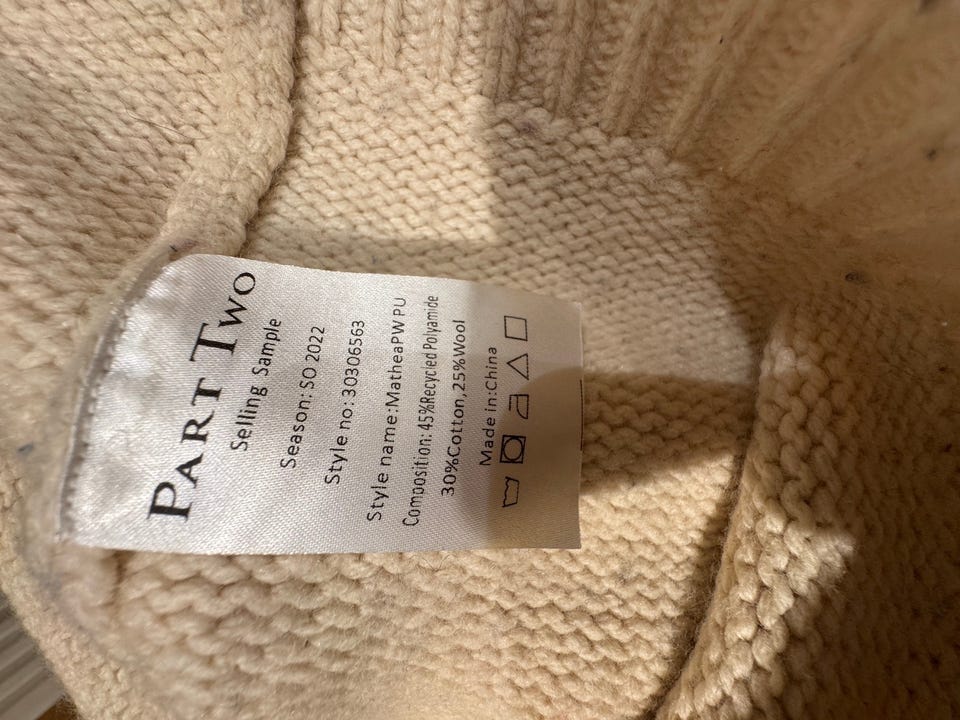 PART TWO
Selling Sample
Season: SO 2022
Style no: 30306563
Style name:MatheaPW PU
Composition: 45%Recycled Polyamide
30%Cotton,25%Wool
Made in:China